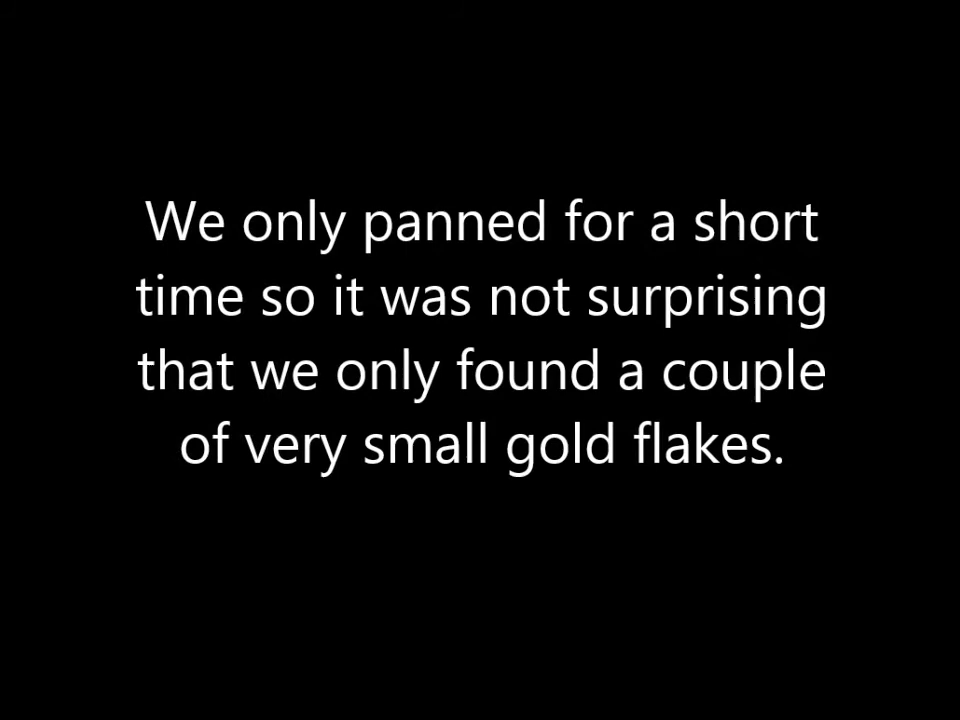 We only panned for a short
time so it was not surprising
that we only found a couple
of very small gold flakes.